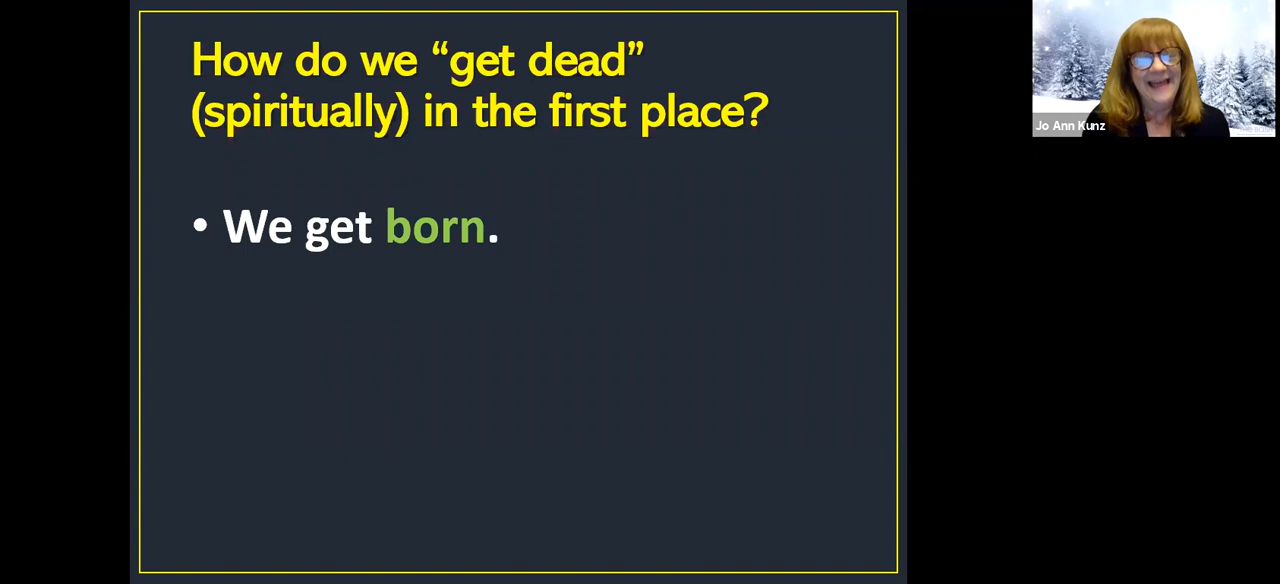 How do we “get dead”
(spiritually) in the first place?
• We get born.
Jo Ann Kunz